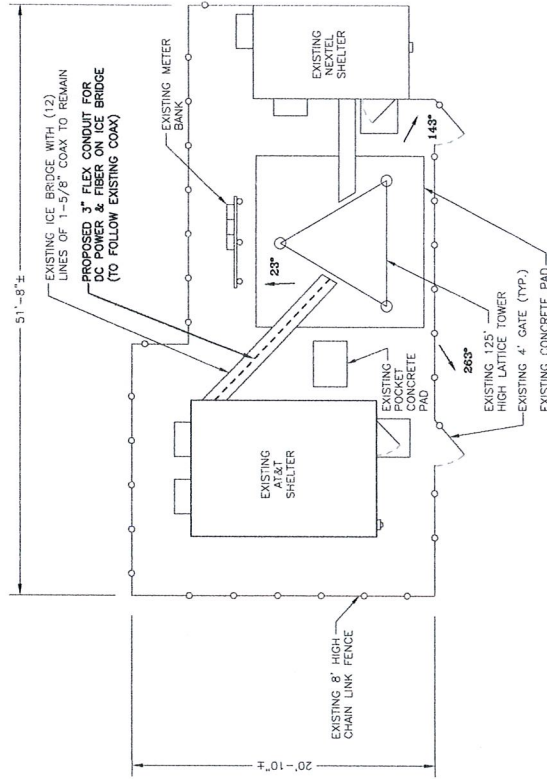 51'-8"±
EXISTING ICE BRIDGE WITH (12)
LINES OF 1-5/8" COAX TO REMAIN
PROPOSED 3" FLEX CONDUIT FOR
DC POWER & FIBER ON ICE BRIDGE
(TO FOLLOW EXISTING COAX)
EXISTING METER
BANK
EXISTING
NEXTEL
SHELTER
23°
143°
263°
EXISTING
AT&T
SHELTER
EXISTING
POCKET
CONCRETE
PAD
EXISTING 125'
HIGH LATTICE TOWER
EXISTING 4' GATE (TYP.)
EXISTING CONCRETE PAD
EXISTING 8' HIGH
CHAIN LINK FENCE
20'-10"±